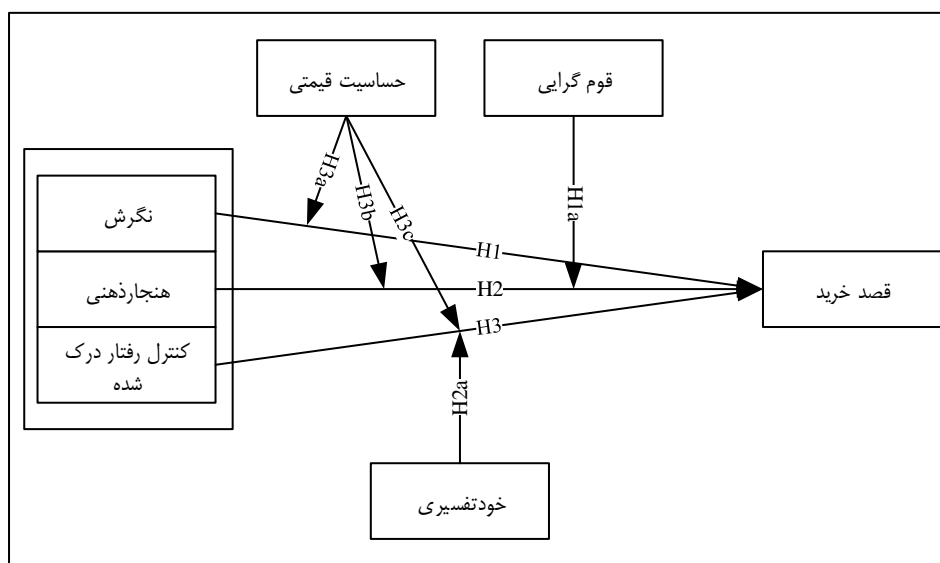 حساسیت قیمتی
قوم گرایی
H3a
H3b
H3c
H1a
نگرش
هنجارذهنی
کنترل رفتار درک
شده
H1
H2
H3
قصد خرید
H2a
خودتفسیری